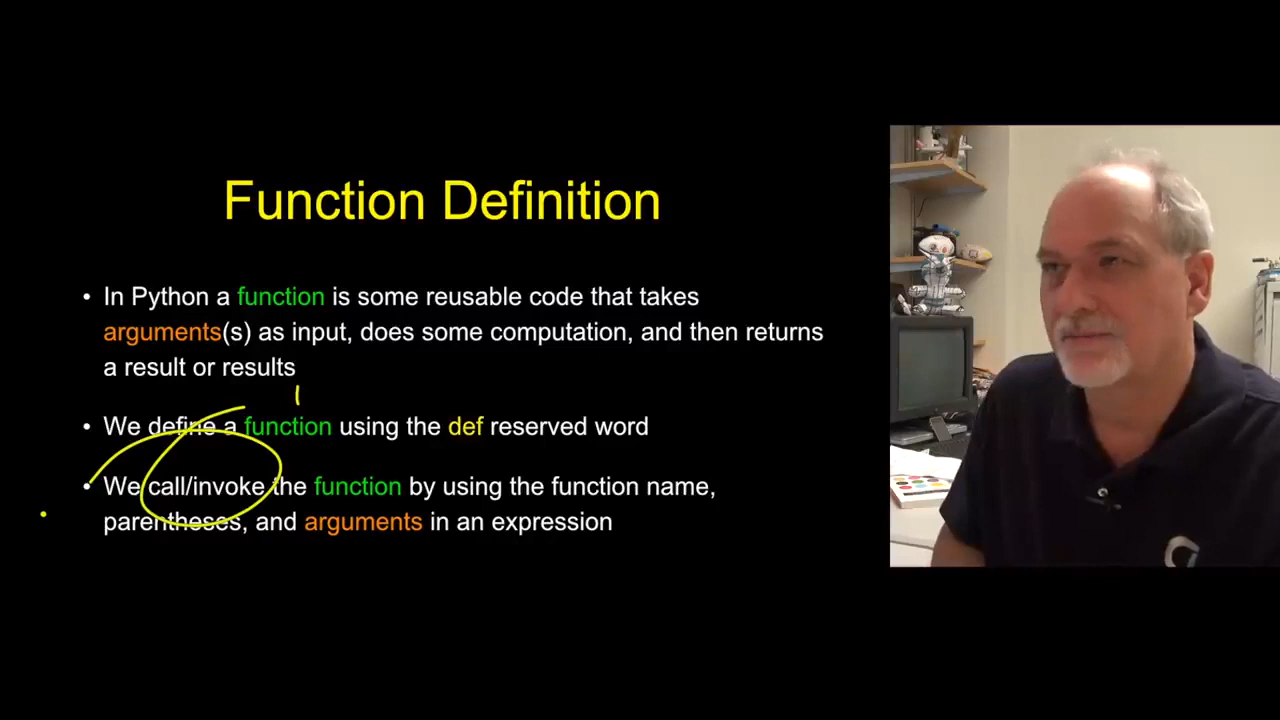 Function Definition
• In Python a function is some reusable code that takes
arguments(s) as input, does some computation, and then returns
a result or results
• We define a function using the def reserved word
• We call/invoke the function by using the function name,
parentheses, and arguments in an expression